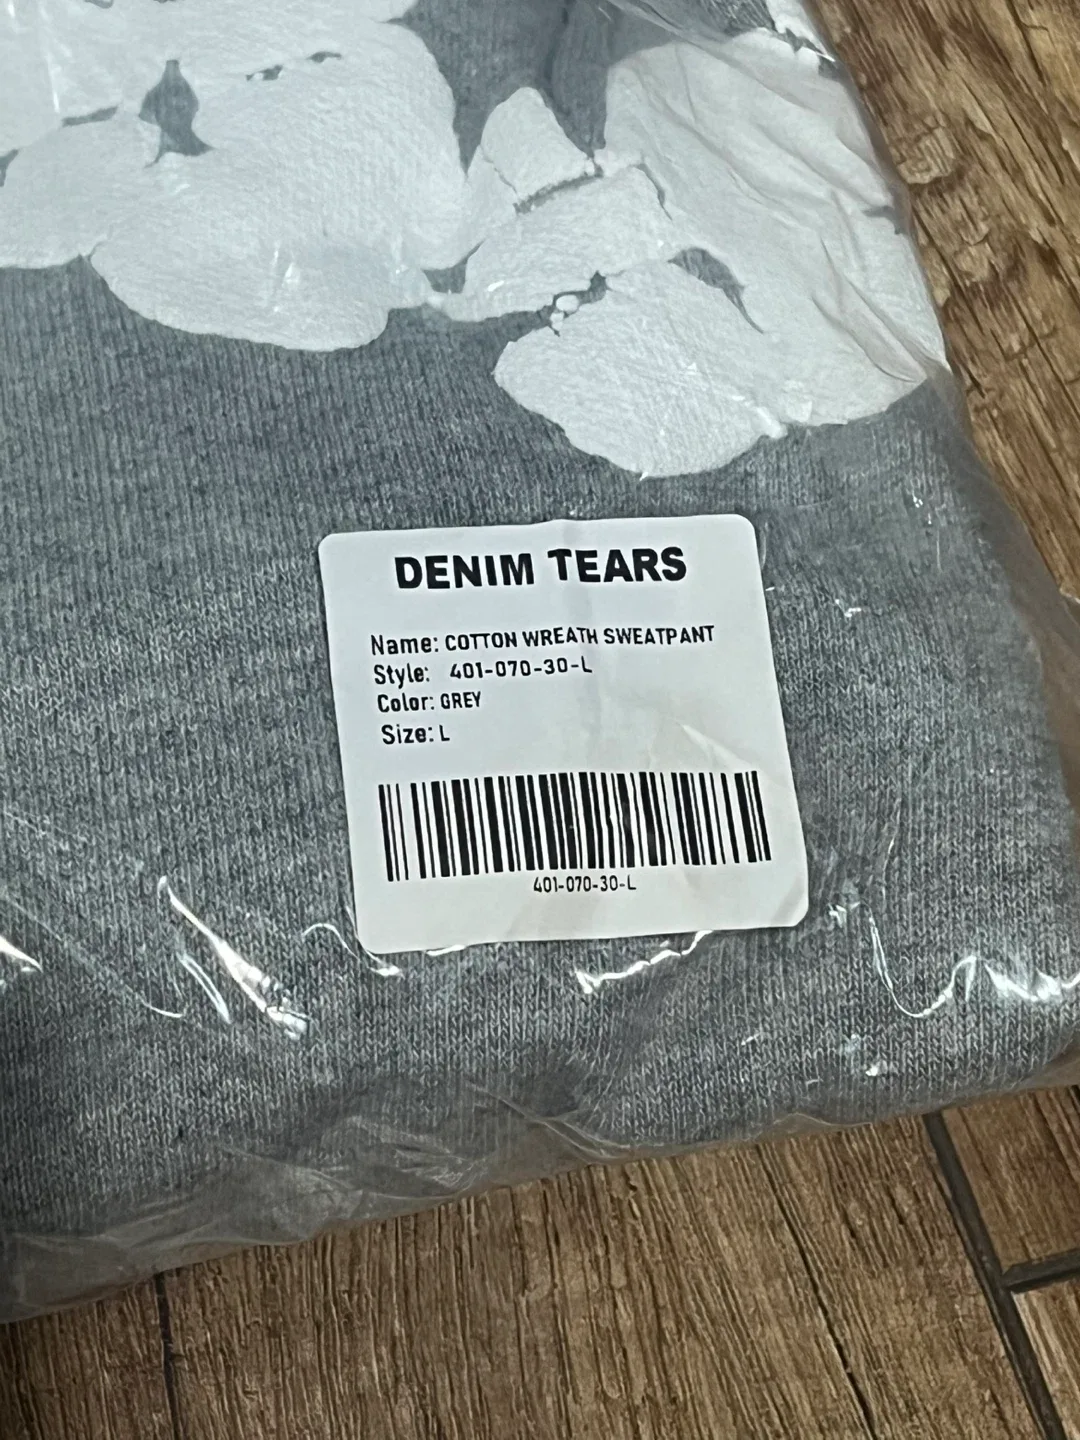 DENIM TEARS
Name: COTTON WREATH SWEATPANT
Style: 401-070-30-L
Color: GREY
Size: L
401-070-30-L